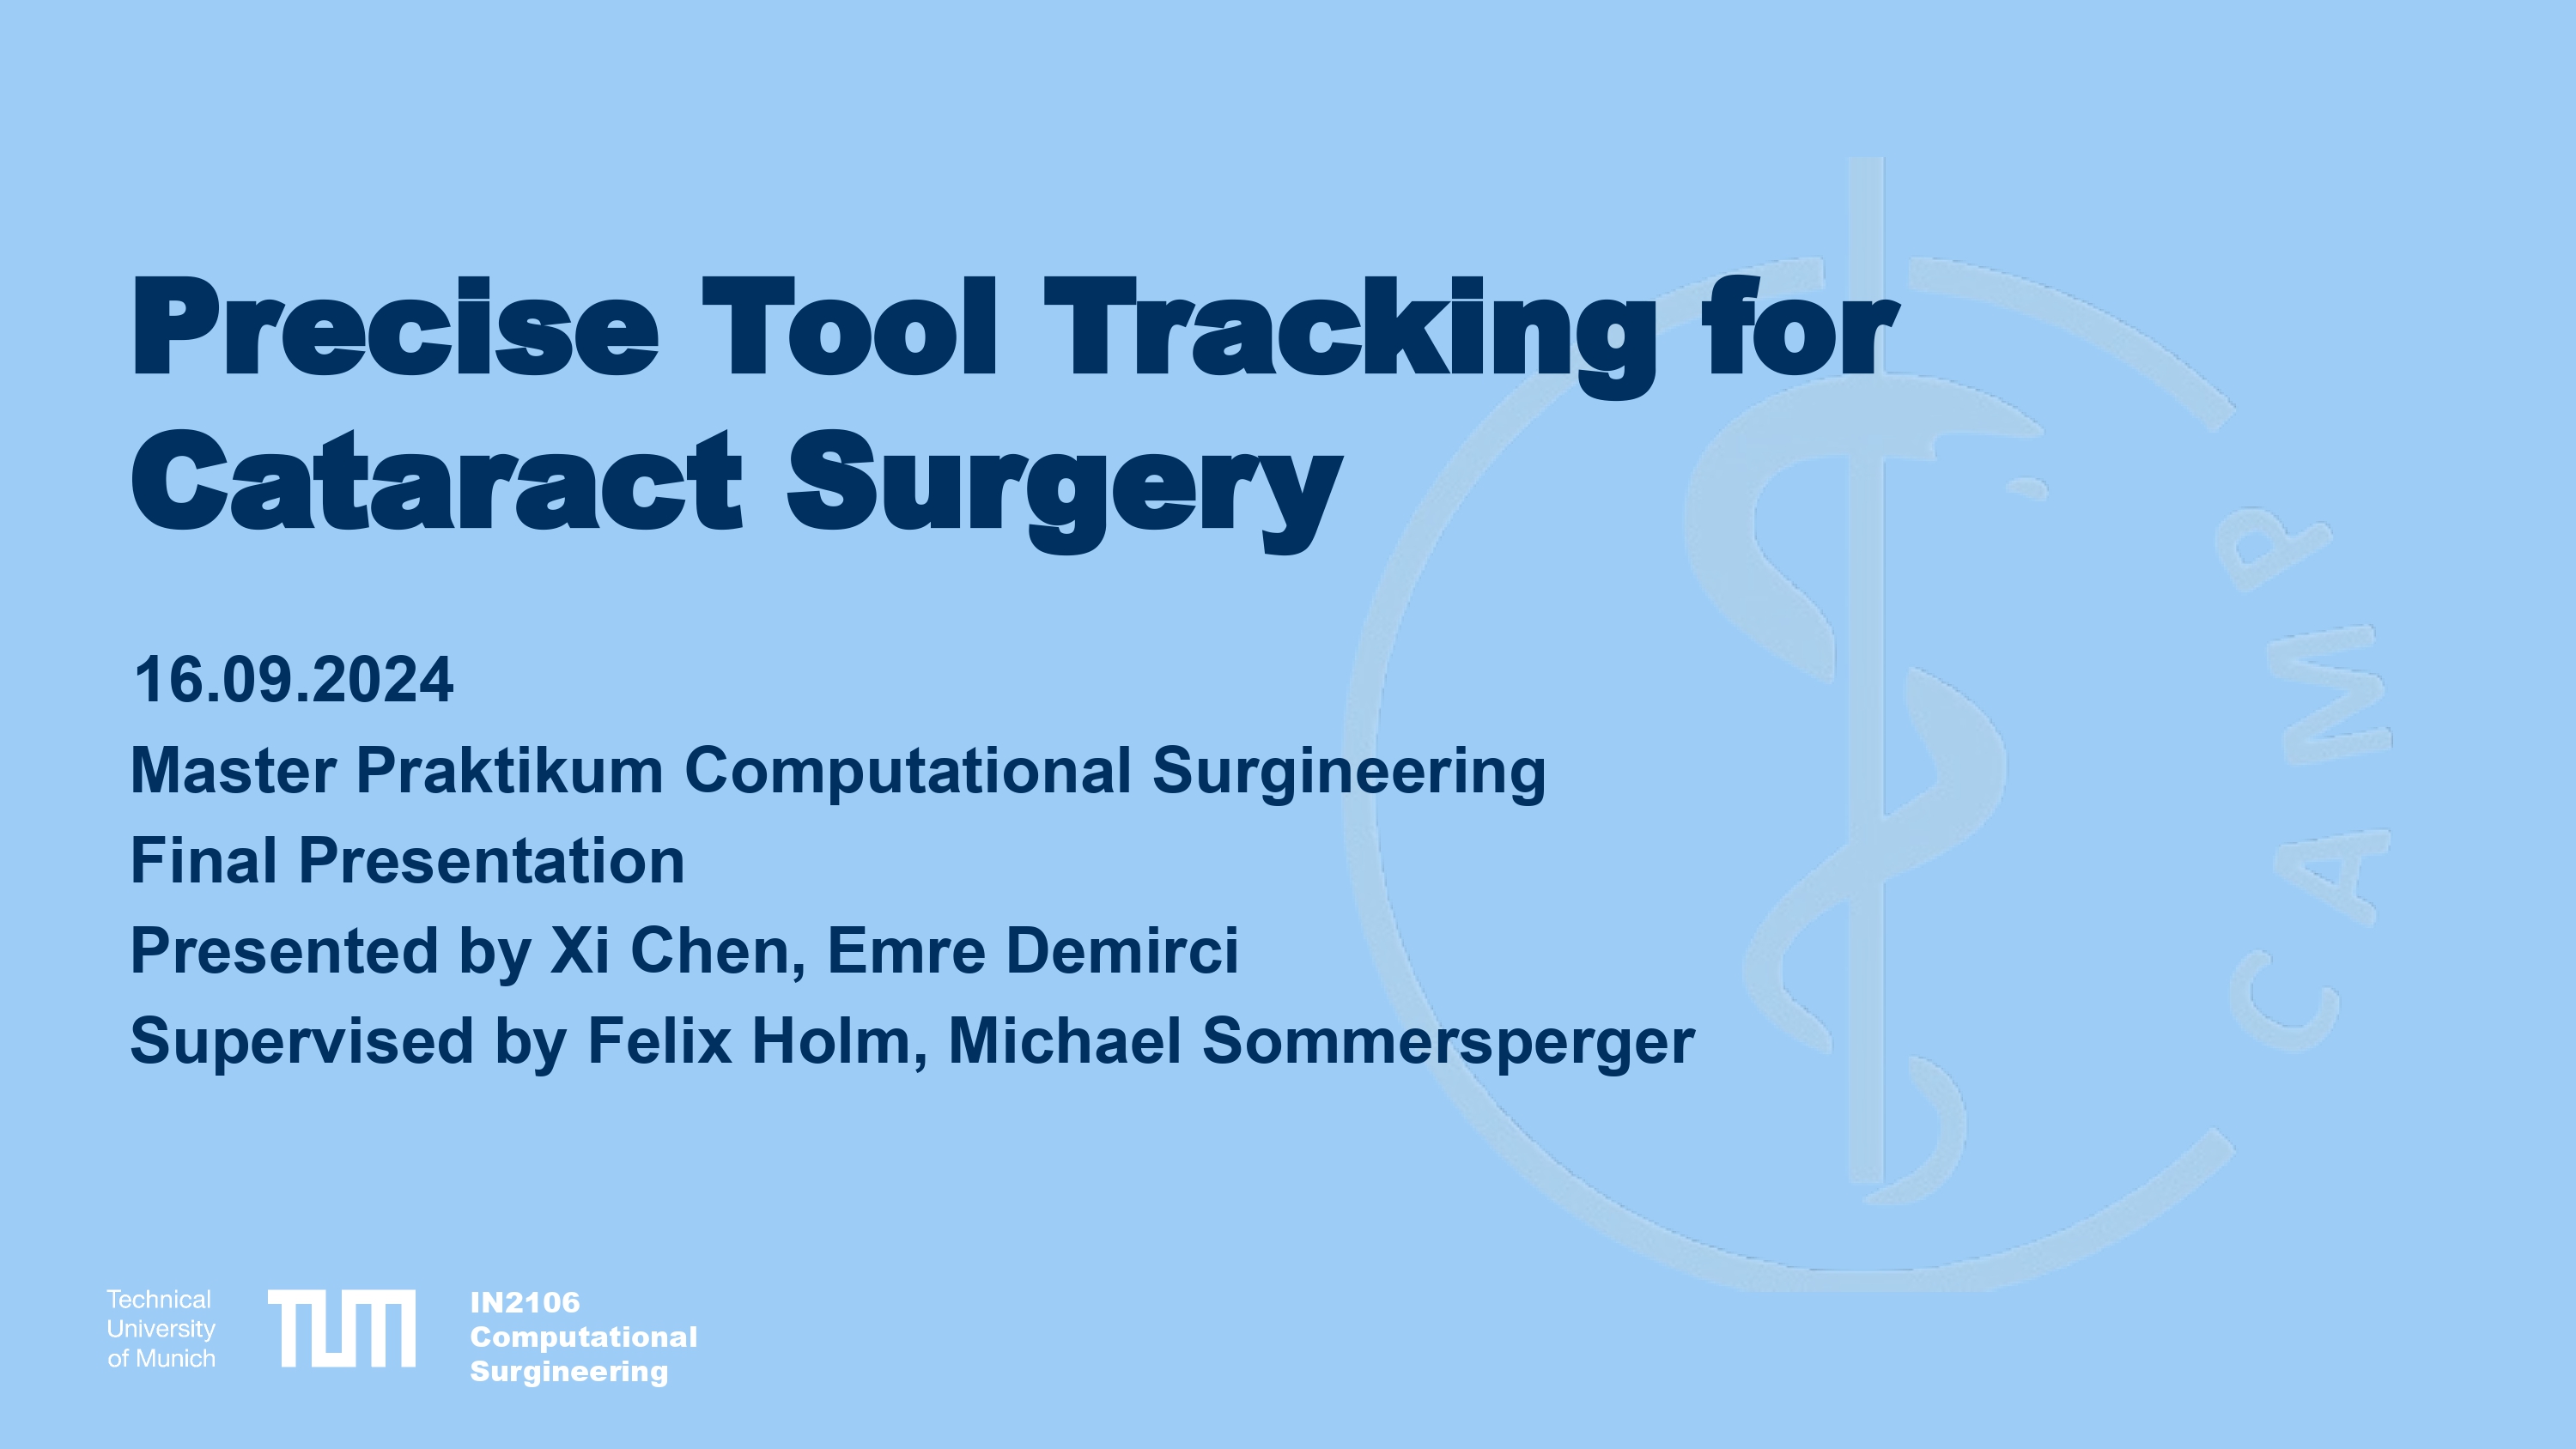 Precise Tool Tracking for
Cataract Surgery
16.09.2024
Master Praktikum Computational Surgineering
Final Presentation
Presented by Xi Chen, Emre Demirci
Supervised by Felix Holm, Michael Sommersperger
CAMP
Technical
University
of Munich
TUM
IN2106
Computational
Surgineering